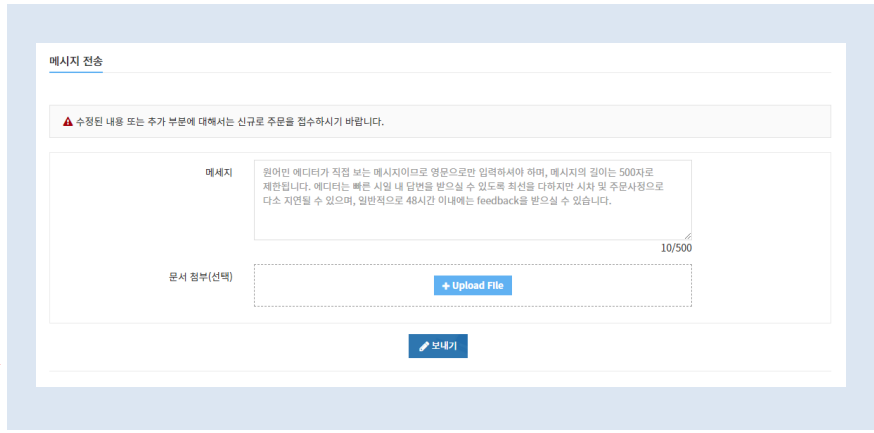 메시지 전송
수정된 내용 또는 추가 부분에 대해서는 신규로 주문을 접수하시기 바랍니다.
메세지
원어민 에디터가 직접 보는 메시지이므로 영문으로만 입력하셔야 하며, 메시지의 길이는 500자로
제한됩니다. 에디터는 빠른 시일 내 답변을 받으실 수 있도록 최선을 다하지만 시차 및 주문사정으로
다소 지연될 수 있으며, 일반적으로 48시간 이내에는 feedback을 받으실 수 있습니다.
10/500
문서 첨부(선택)
+ Upload File
보내기